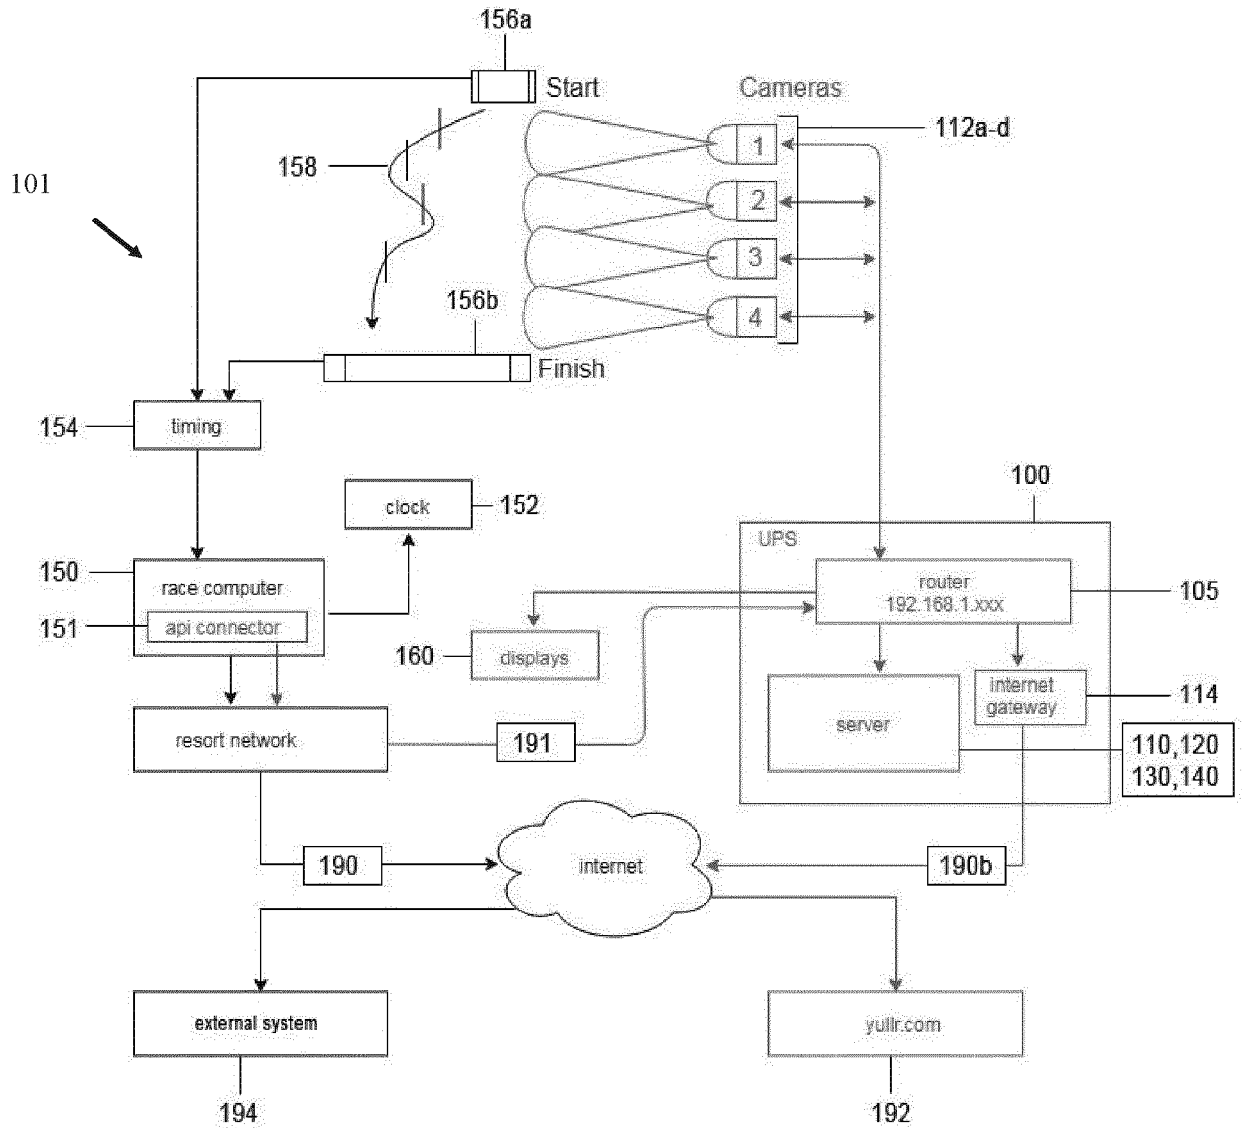 156a
Start
Cameras
112a-d
1
158
101
2
3
156b
4
Finish
154
timing
100
clock
152
UPS
150
race computer
router
192.168.1.xxx
105
151
api connector
160
displays
internet
gateway
114
resort network
191
server
110,120
130,140
190
internet
190b
external system
yullr.com
194
192